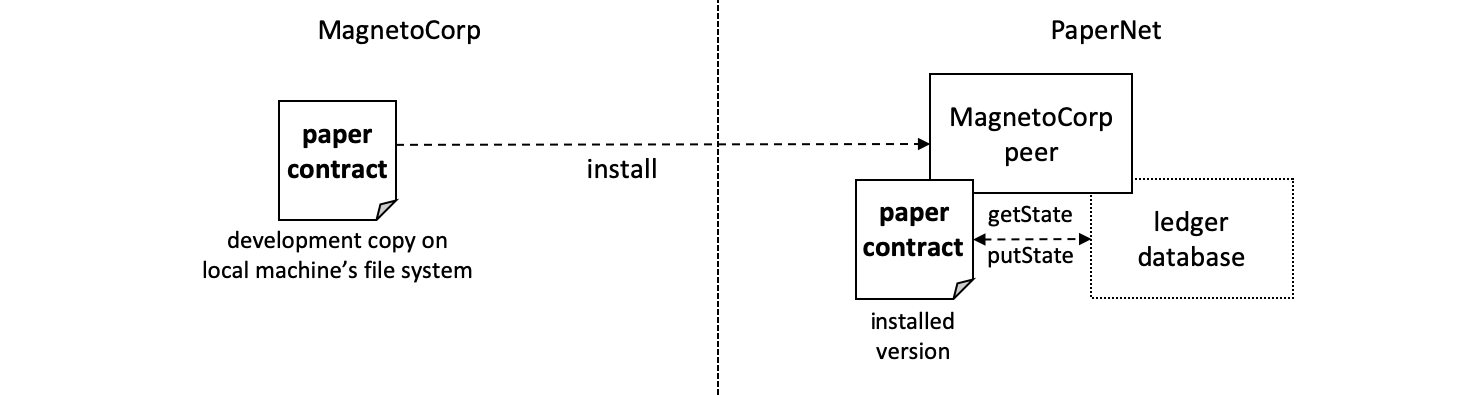 MagnetoCorp
PaperNet
paper
contract
development copy on
local machine’s file system
install
MagnetoCorp
peer
paper
contract
installed
version
getState
putState
ledger
database